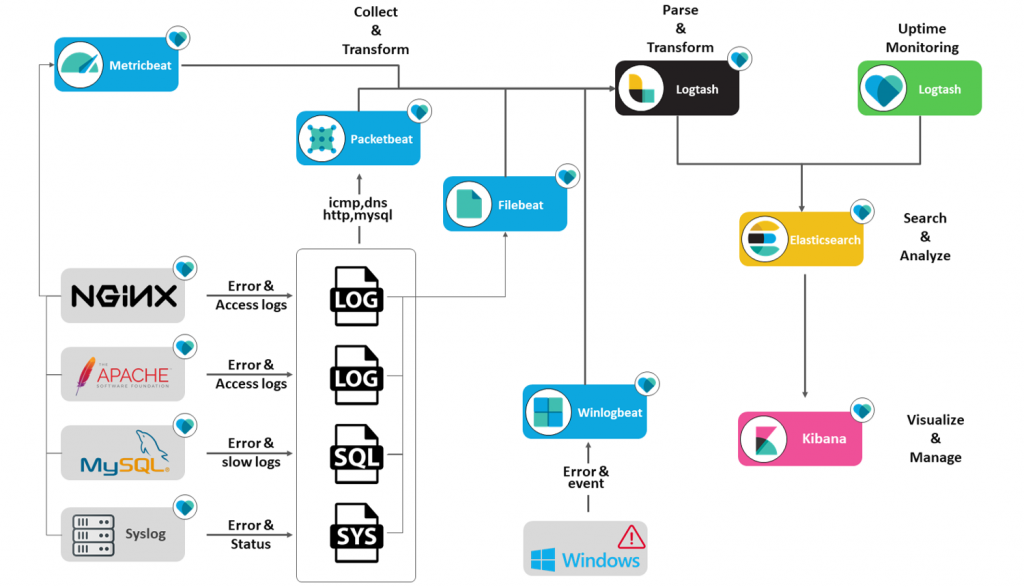 Collect
&
Transform
Parse
&
Transform
Uptime
Monitoring
Metricbeat
Logtash
Logtash
Packetbeat
icmp,dns
http,mysql
Filebeat
Elasticsearch
Search
&
Analyze
NGiNX
Error &
Access logs
LOG
THE
APACHE
SOFTWARE FOUNDATION
Error &
Access logs
LOG
Winlogbeat
Kibana
Visualize
&
Manage
MySQL
Error &
slow logs
SQL
Error &
event
Syslog
Error &
Status
SYS
Windows